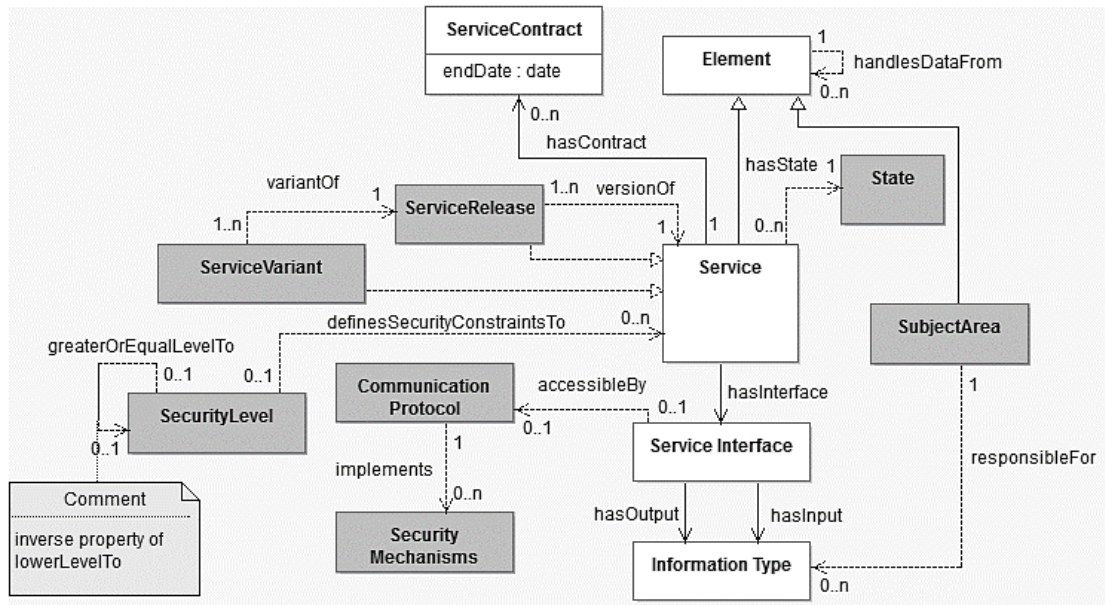 ServiceContract
endDate : date
Element
1
handlesDataFrom
0..n
0..n
hasContract
hasState
1
State
variantOf
1
ServiceRelease
1..n
versionOf
1..n
1
1
0..n
ServiceVariant
Service
definesSecurityConstraintsTo
0..n
SubjectArea
greaterOrEqualLevelTo
0..1
0..1
Communication
Protocol
accessibleBy
hasInterface
1
SecurityLevel
0..1
0..1
0..1
Service Interface
1
implements
responsibleFor
0..n
Comment
inverse property of
lowerLevelTo
Security
Mechanisms
hasOutput
hasInput
Information Type
0..n